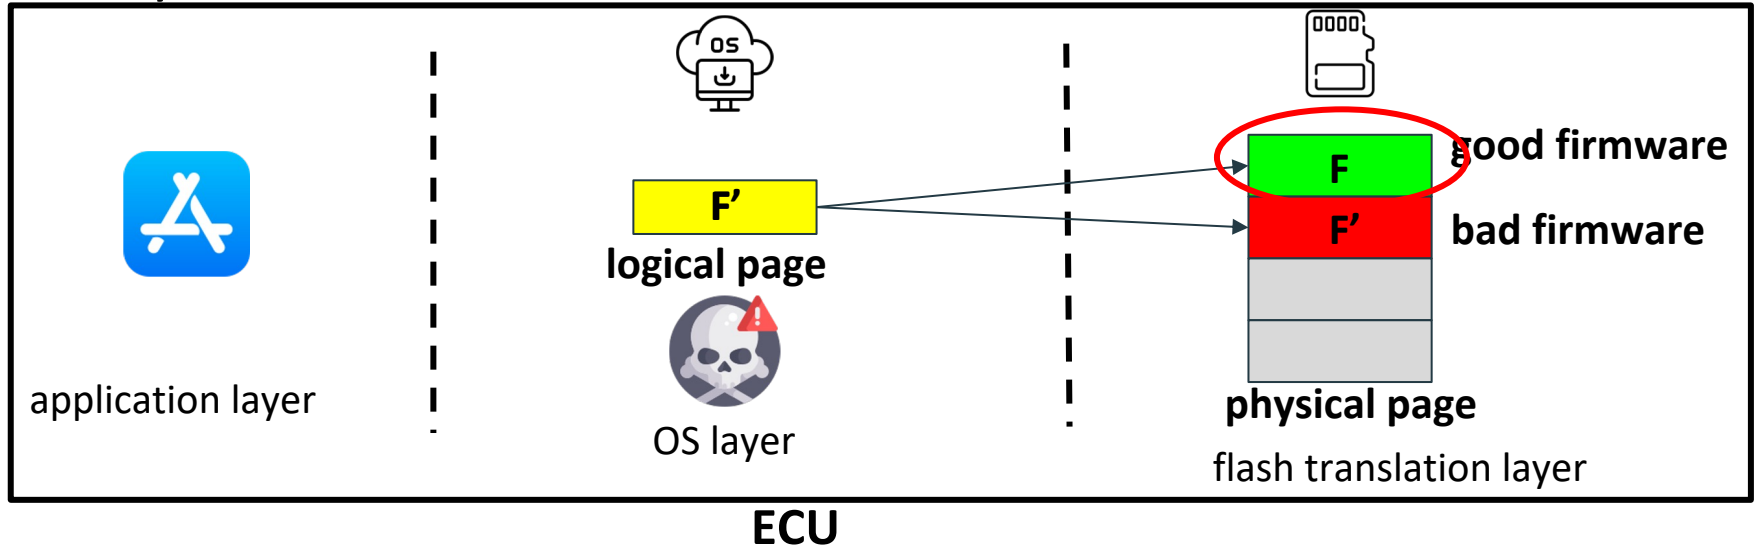 OS
F
good firmware
F’
F’
bad firmware
logical page
application layer
physical page
OS layer
flash translation layer
ECU